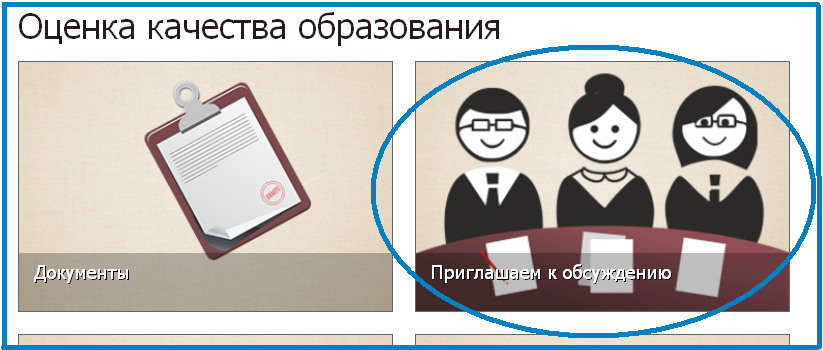 Оценка качества образования
Документы
Приглашаем к обсуждению